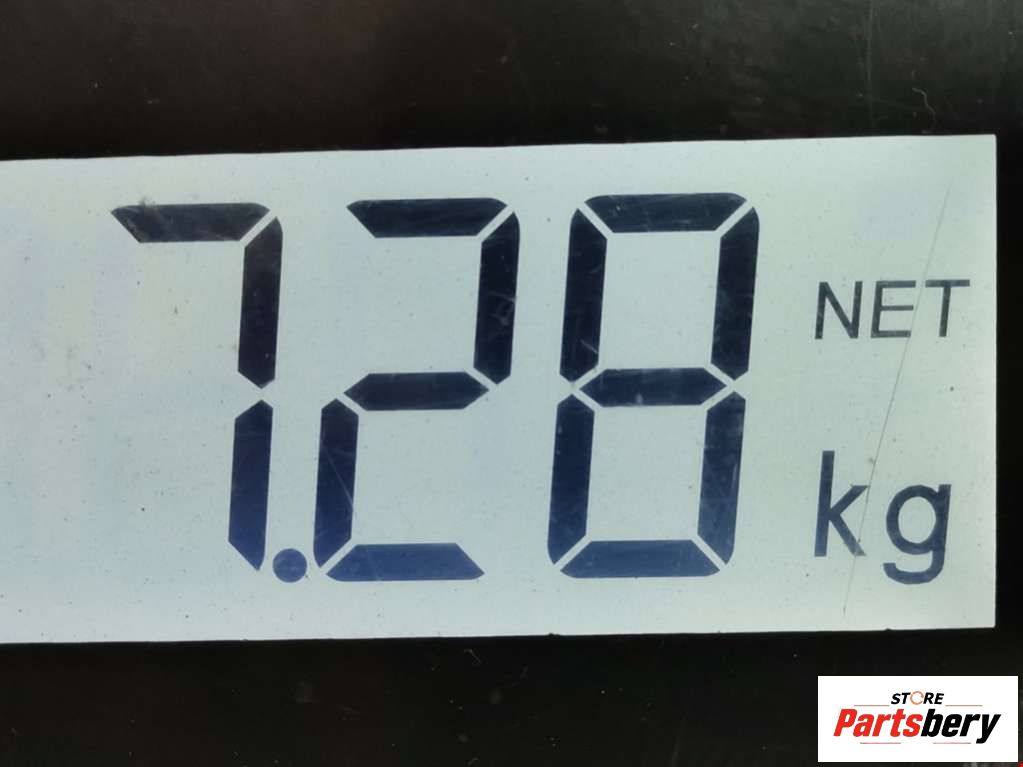 7.28 NET
kg
STORE
Partsbery